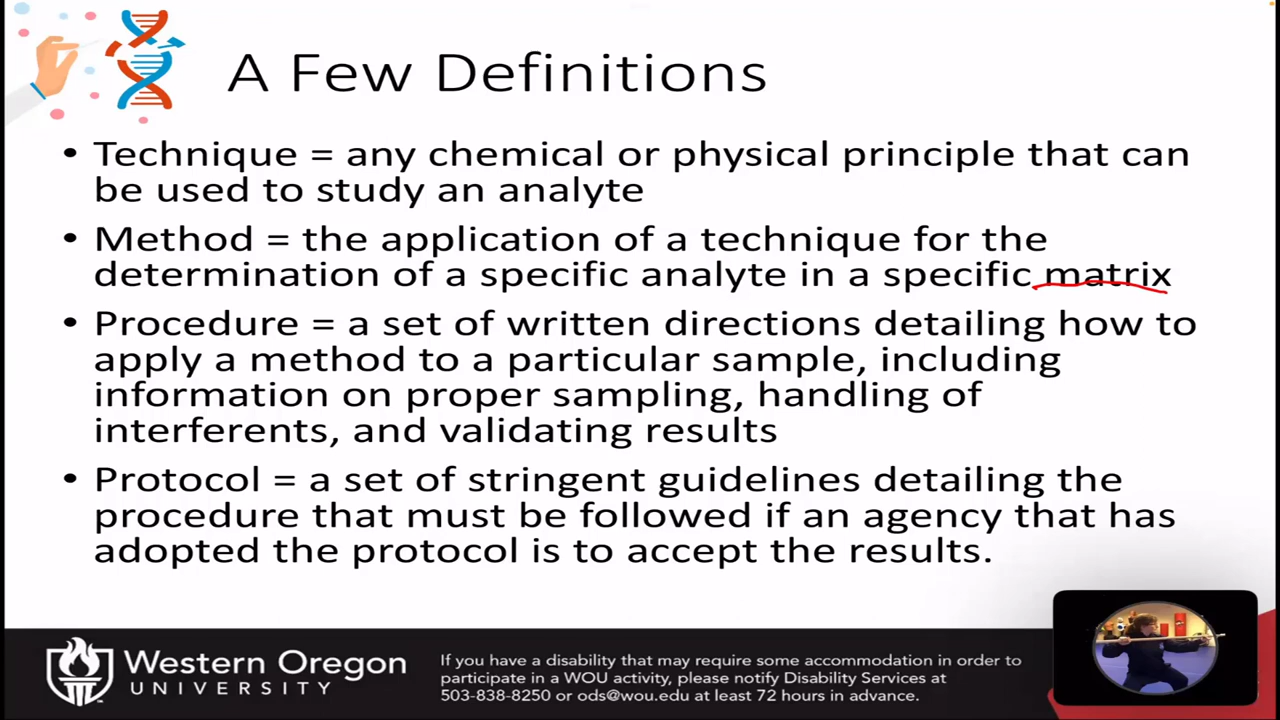 A Few Definitions
• Technique = any chemical or physical principle that can
be used to study an analyte
• Method = the application of a technique for the
determination of a specific analyte in a specific matrix
• Procedure = a set of written directions detailing how to
apply a method to a particular sample, including
information on proper sampling, handling of
interferents, and validating results
• Protocol = a set of stringent guidelines detailing the
procedure that must be followed if an agency that has
adopted the protocol is to accept the results.
Western Oregon
UNIVERSITY
If you have a disability that may require some accommodation in order to
participate in a WOU activity, please notify Disability Services at
503-838-8250 or ods@wou.edu at least 72 hours in advance.